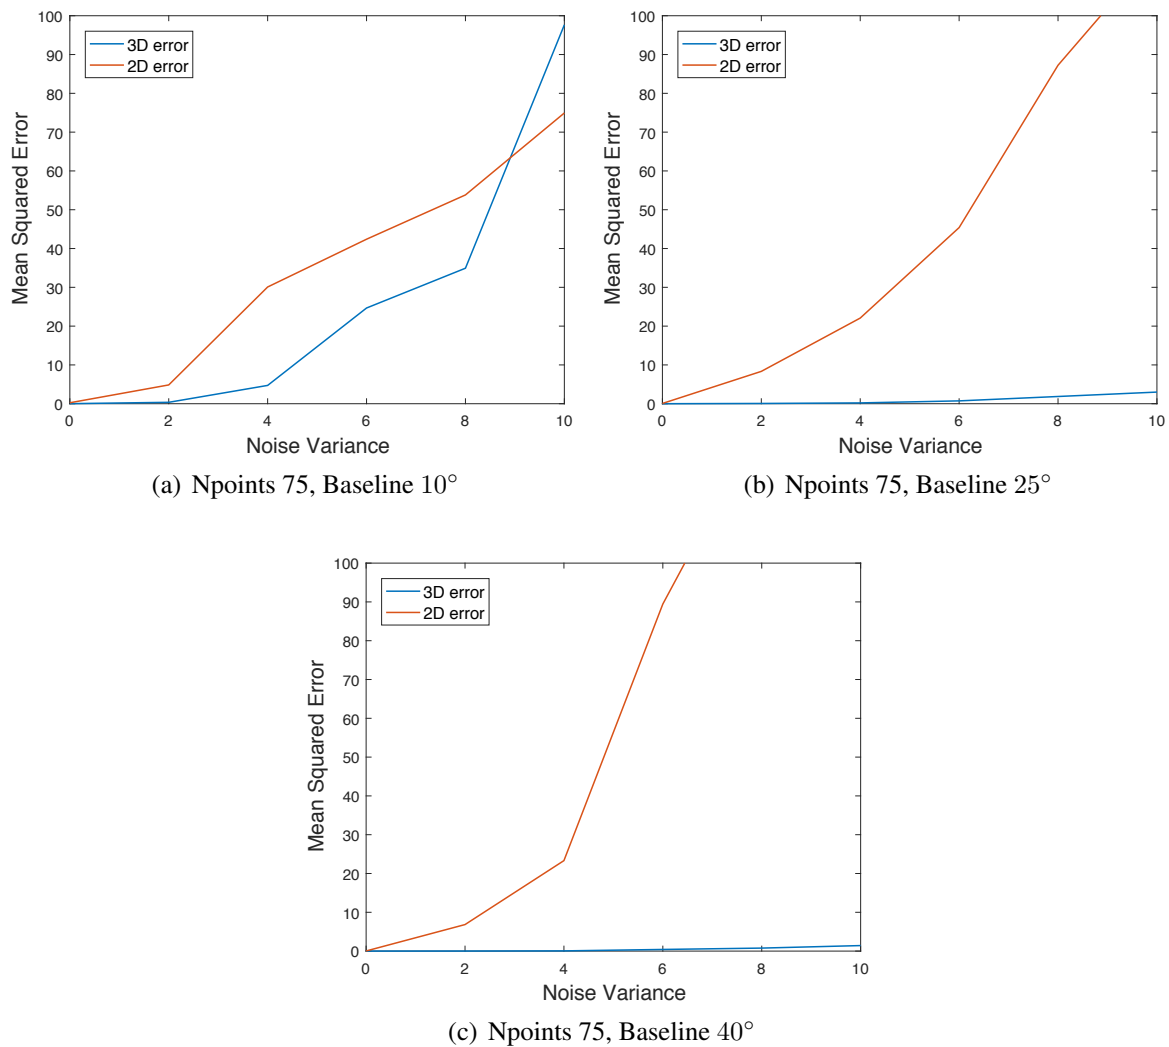 100
90
80
70
60
50
40
30
20
10
0
Mean Squared Error
3D error
2D error
0 2 4 6 8 10
Noise Variance
(a) Npoints 75, Baseline 10°
100
90
80
70
60
50
40
30
20
10
0
Mean Squared Error
3D error
2D error
0 2 4 6 8 10
Noise Variance
(b) Npoints 75, Baseline 25°
100
90
80
70
60
50
40
30
20
10
0
Mean Squared Error
3D error
2D error
0 2 4 6 8 10
Noise Variance
(c) Npoints 75, Baseline 40°